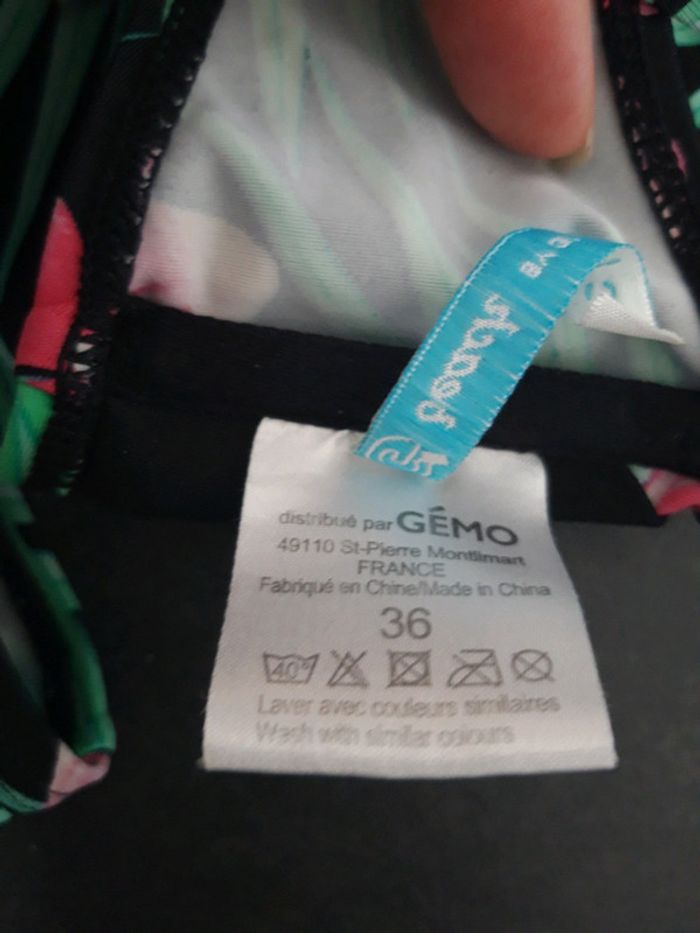 distribué par GÉMO
49110 St-Pierre Montlimart
FRANCE
Fabriqué en Chine/Made in China
36
40°
Laver avec couleurs similaires
Wash with similar colours